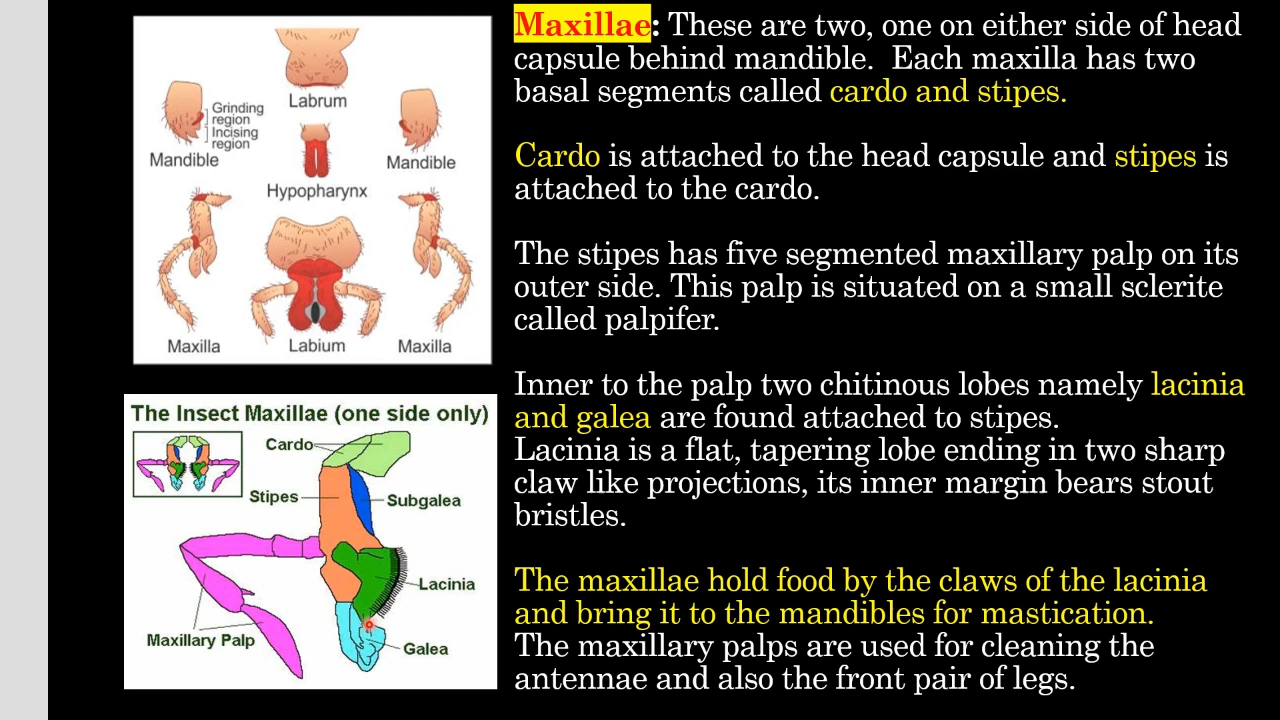 Labrum
Grinding
region
Incising
region
Mandible
Mandible
Hypopharynx
Maxilla
Labium
Maxilla
The Insect Maxillae (one side only)
Cardo
Stipes
Subgalea
Lacinia
Maxillary Palp
Galea
Maxillae: These are two, one on either side of head
capsule behind mandible. Each maxilla has two
basal segments called cardo and stipes.
Cardo is attached to the head capsule and stipes is
attached to the cardo.
The stipes has five segmented maxillary palp on its
outer side. This palp is situated on a small sclerite
called palpifer.
Inner to the palp two chitinous lobes namely lacinia
and galea are found attached to stipes.
Lacinia is a flat, tapering lobe ending in two sharp
claw like projections, its inner margin bears stout
bristles.
The maxillae hold food by the claws of the lacinia
and bring it to the mandibles for mastication.
The maxillary palps are used for cleaning the
antennae and also the front pair of legs.